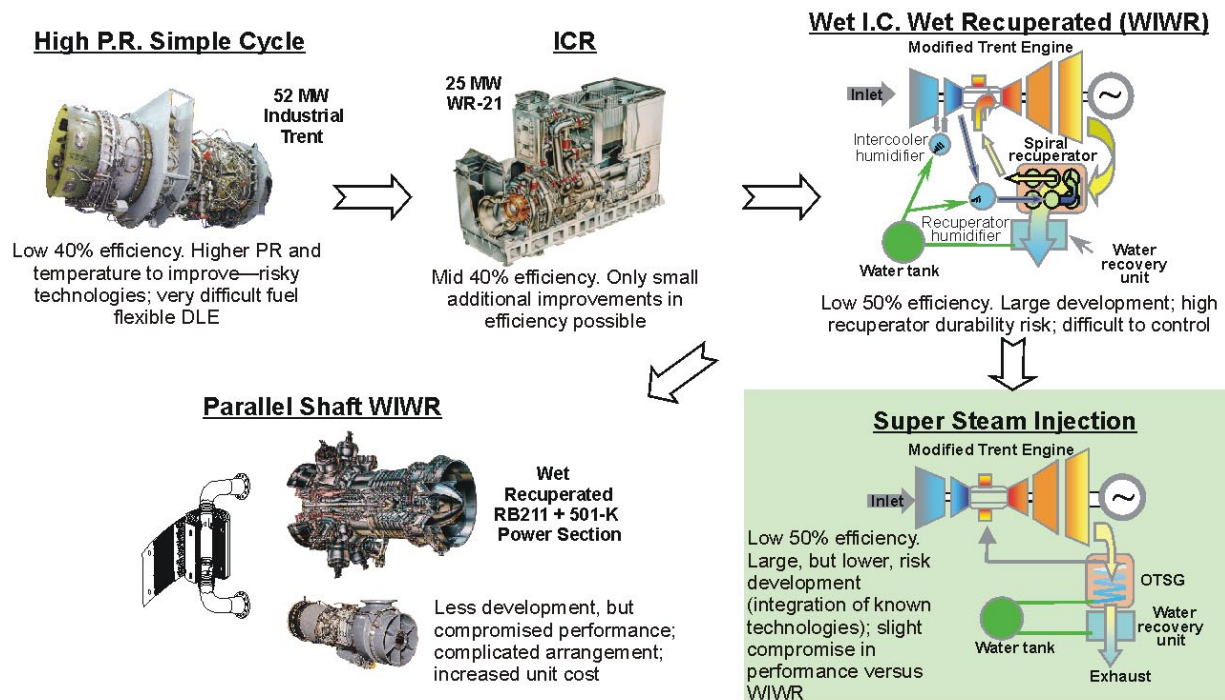 High P.R. Simple Cycle
52 MW
Industrial
Trent
Low 40% efficiency. Higher PR and
temperature to improve—risky
technologies; very difficult fuel
flexible DLE
ICR
25 MW
WR-21
Mid 40% efficiency. Only small
additional improvements in
efficiency possible
Wet I.C. Wet Recuperated (WIWR)
Modified Trent Engine
Inlet
~
Intercooler
humidifier
Spiral
recuperator
Recuperator
humidifier
Water tank
Water
recovery
unit
Low 50% efficiency. Large development; high
recuperator durability risk; difficult to control
Parallel Shaft WIWR
Wet
Recuperated
RB211 + 501-K
Power Section
Less development, but
compromised performance;
complicated arrangement;
increased unit cost
Super Steam Injection
Modified Trent Engine
Inlet
~
Low 50% efficiency.
Large, but lower, risk
development
(integration of known
technologies); slight
compromise in
performance versus
WIWR
OTSG
Water tank
Water
recovery
unit
Exhaust